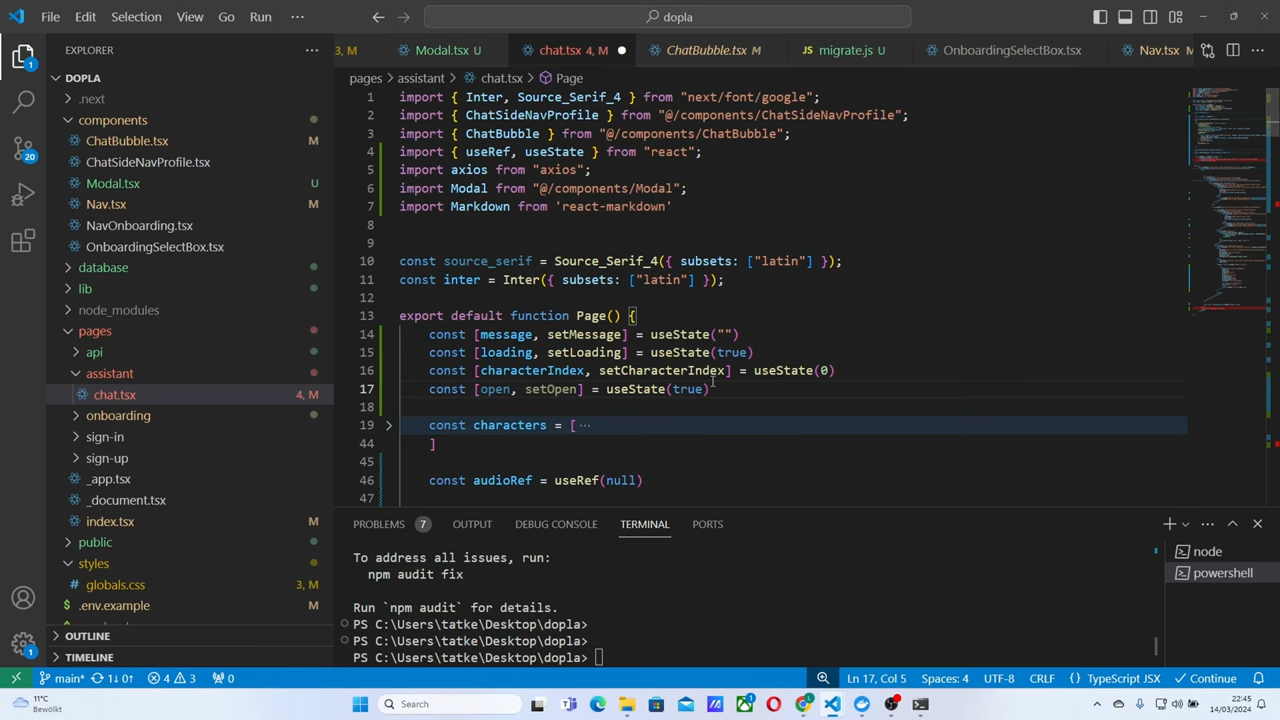 File Edit Selection View Go Run ··· dopla
EXPLORER ···
3, M Modal.tsx U chat.tsx 4, M ChatBubble.tsx M migrate.js U OnboardingSelectBox.tsx Nav.tsx M ···
DOPLA
pages > assistant > chat.tsx > Page
.next
components
ChatBubble.tsx M
chatSideNavProfile.tsx
Modal.tsx U
Nav.tsx M
NavOnboarding.tsx
OnboardingSelectBox.tsx
database
lib
node_modules
pages
api
assistant
chat.tsx 4, M
onboarding
sign-in
sign-up
_app.tsx
_document.tsx
index.tsx M
public
styles
globals.css 3, M
.env.example M
OUTLINE
TIMELINE
1 import { Inter, Source_Serif_4 } from "next/font/google";
2 import { ChatSideNavProfile } from "@/components/ChatSideNavProfile";
3 import { ChatBubble } from "@/components/ChatBubble";
4 import { useRef, useState } from "react";
5 import axios from "axios";
6 import Modal from "@/components/Modal";
7 import Markdown from 'react-markdown'
8
9
10 const source_serif = Source_Serif_4({ subsets: ["latin"] });
11 const inter = Inter({ subsets: ["latin"] });
12
13 export default function Page() {
14 const [message, setMessage] = useState("")
15 const [loading, setLoading] = useState(true)
16 const [characterIndex, setCharacterIndex] = useState(0)
17 const [open, setOpen] = useState(true)
18
19 const characters = [ ···
44 ]
45
46 const audioRef = useRef(null)
47
PROBLEMS 7 OUTPUT DEBUG CONSOLE TERMINAL PORTS ···
To address all issues, run:
npm audit fix
Run `npm audit` for details.
PS C:\Users\tatke\Desktop\dopla>
PS C:\Users\tatke\Desktop\dopla>
PS C:\Users\tatke\Desktop\dopla>
node
powershell
1
20
1
main* 1↓ 0↑ 4 3 0 Ln 17, Col 5 Spaces: 4 UTF-8 CRLF TypeScript JSX Continue
11°C
Bewölkt
Search
22:45
14/03/2024